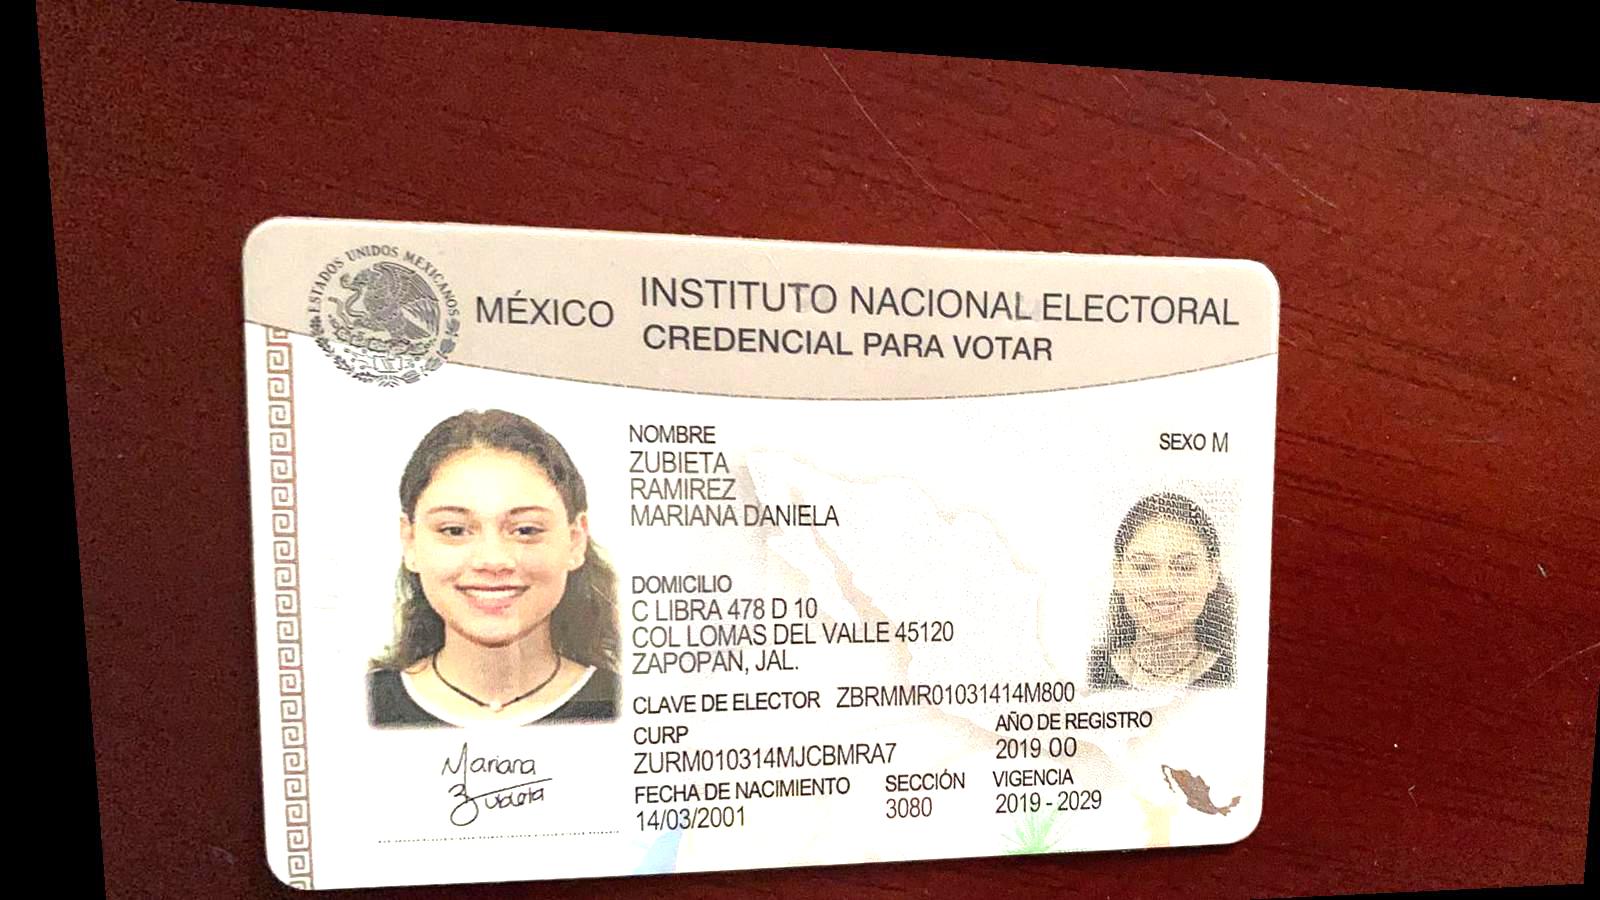 ESTADOS UNIDOS MEXICANOS
MÉXICO
INSTITUTO NACIONAL ELECTORAL
CREDENCIAL PARA VOTAR
NOMBRE
ZUBIETA
RAMIREZ
MARIANA DANIELA
SEXO M
DOMICILIO
C LIBRA 478 D 10
COL LOMAS DEL VALLE 45120
ZAPOPAN, JAL.
CLAVE DE ELECTOR ZBRMMR01031414M800
CURP
ZURM010314MJCBMRA7
AÑO DE REGISTRO
2019 00
FECHA DE NACIMIENTO
14/03/2001
SECCIÓN
3080
VIGENCIA
2019 - 2029
Mariana
Zubieta